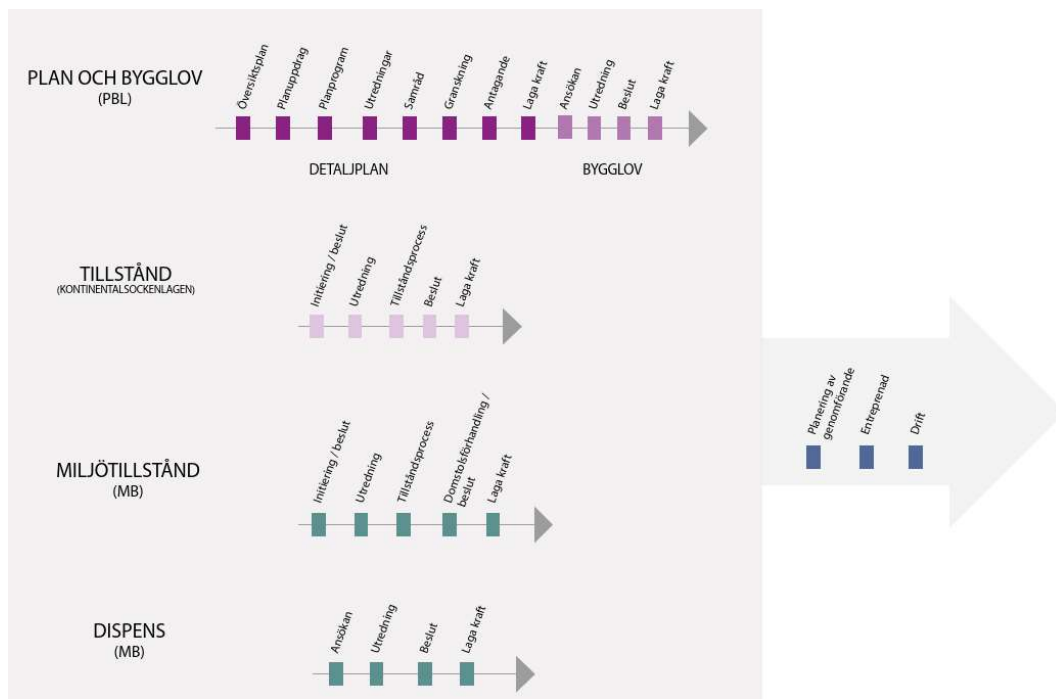 PLAN OCH BYGGLOV
(PBL)
Översiktsplan
Planuppdrag
Planprogram
Utredningar
Samråd
Granskning
Antagande
Laga kraft
Ansökan
Utredning
Beslut
Laga kraft
DETALJPLAN
BYGGLOV
TILLSTÅND
(KONTINENTALSOCKENLAGEN)
Initiering / beslut
Utredning
Tillståndsprocess
Beslut
Laga kraft
MILJÖTILLSTÅND
(MB)
Initiering / beslut
Utredning
Tillståndsprocess
Domstolsförhandling /
beslut
Laga kraft
DISPENS
(MB)
Ansökan
Utredning
Beslut
Laga kraft
Planering av
genomförande
Entreprenad
Drift